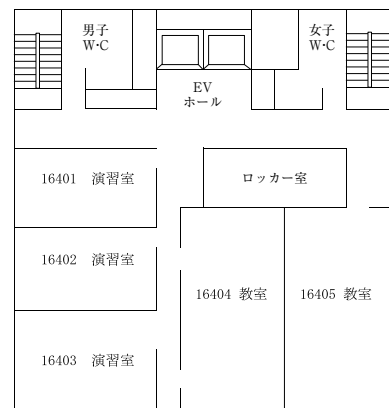 男子
W·C
女子
W·C
EV
ホール
16401 演習室
ロッカー室
16402 演習室
16404 教室
16405 教室
16403 演習室